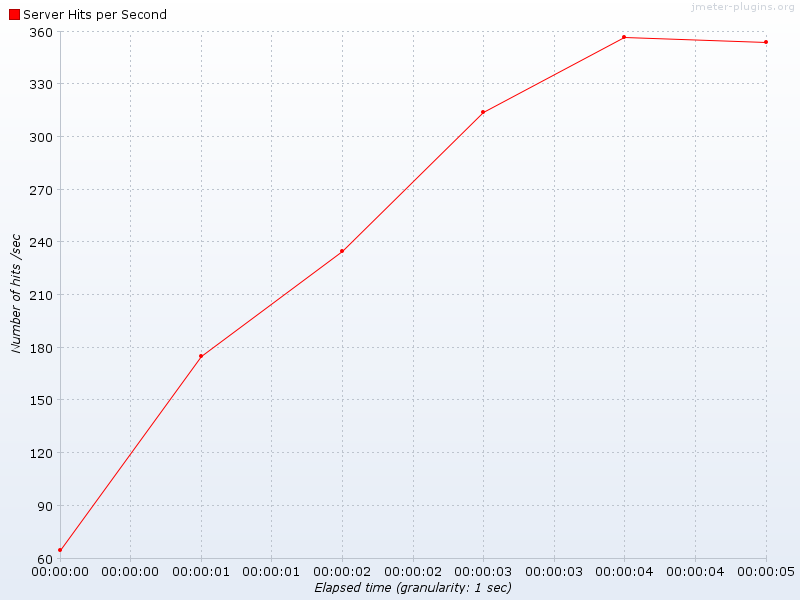 jmeter-plugins.org
Server Hits per Second
360
330
300
270
240
210
180
150
120
90
60
Number of hits /sec
00:00:00 00:00:00 00:00:01 00:00:01 00:00:02 00:00:02 00:00:03 00:00:03 00:00:04 00:00:04 00:00:05
Elapsed time (granularity: 1 sec)